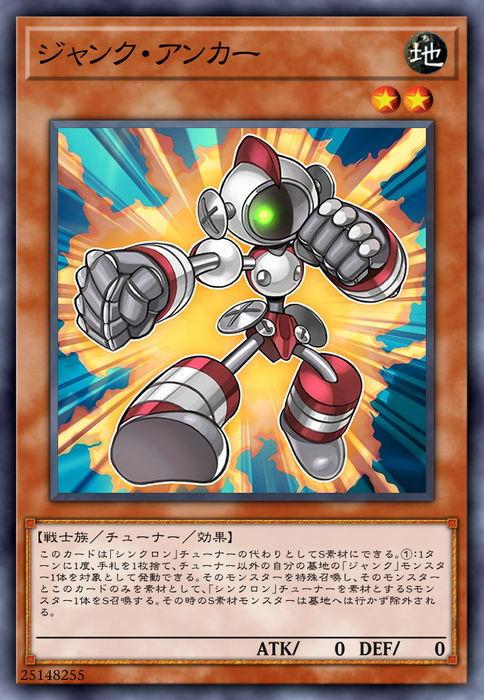 ジャンク・アンカー
ち
地
【戦士族／チューナー／効果】
このカードは「シンクロン」チューナーの代わりとしてS素材にできる。①:1タ
ーンに1度、手札を1枚捨て、チューナー以外の自分の墓地の「ジャンク」モンスタ
ー1体を対象として発動できる。そのモンスターを特殊召喚し、そのモンスター
とこのカードのみを素材として、「シンクロン」チューナーを素材とするSモン
スター1体をS召喚する。その時のS素材モンスターは墓地へは行かず除外され
る。
ATK/ 0 DEF/ 0
25148255